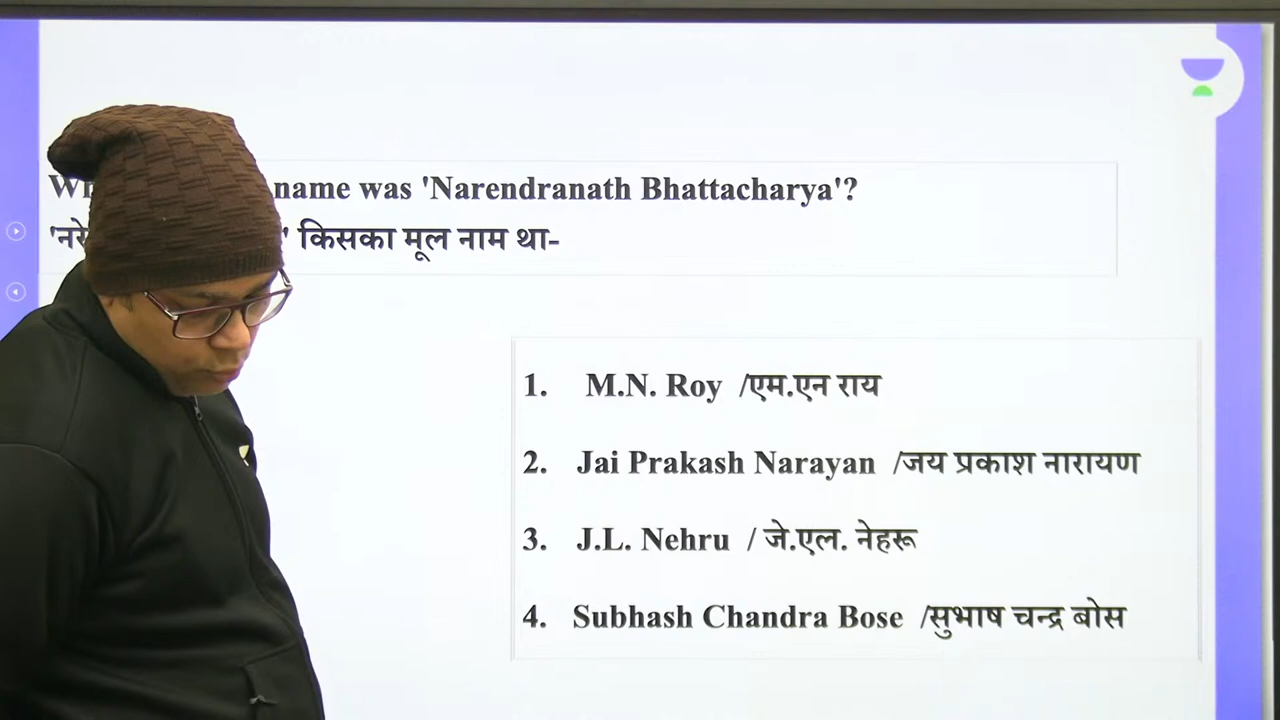 name was 'Narendranath Bhattacharya'?
किसका मूल नाम था-
1. M.N. Roy /एम.एन राय
2. Jai Prakash Narayan /जय प्रकाश नारायण
3. J.L. Nehru / जे.एल. नेहरू
4. Subhash Chandra Bose /सुभाष चन्द्र बोस